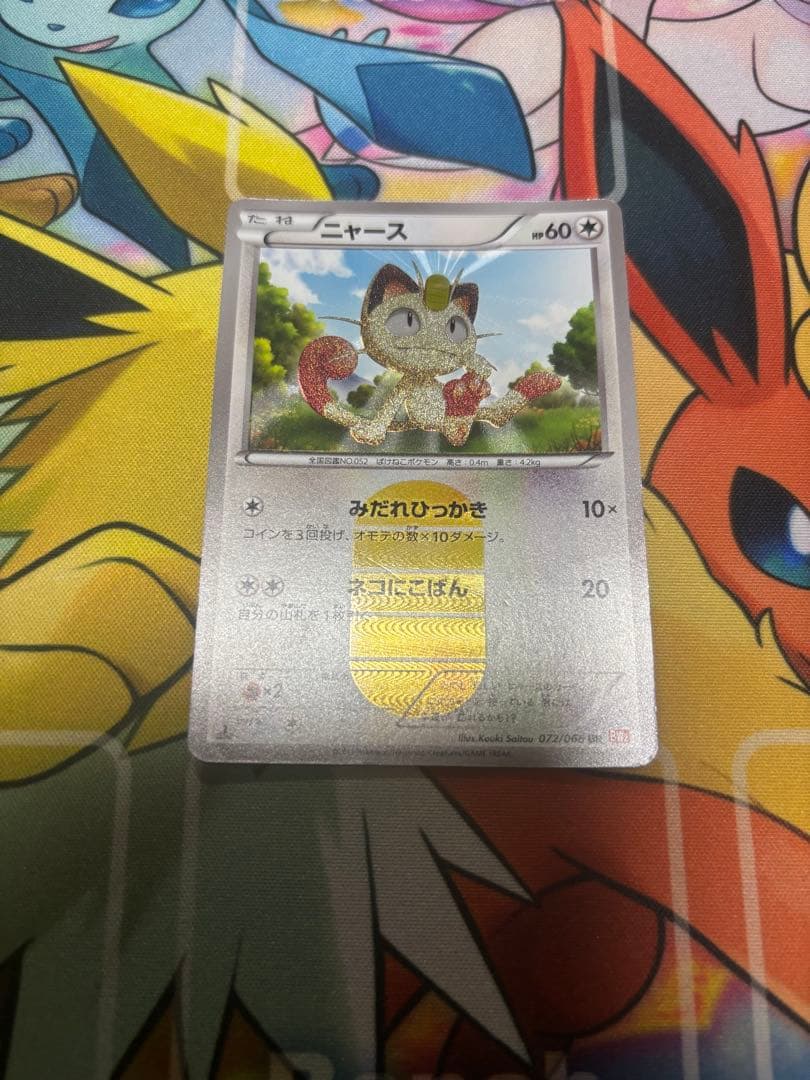 たね ニャース HP60
全国図鑑NO.052 ばけねこポケモン 高さ:0.4m 重さ:4.2kg
みだれひっかき 10×
コインを3回投げ、オモテの数×10ダメージ。
ネコにこばん 20
自分の山札を1枚引く。
×2
Illus. Kouki Saitou 072/066 UR BW2